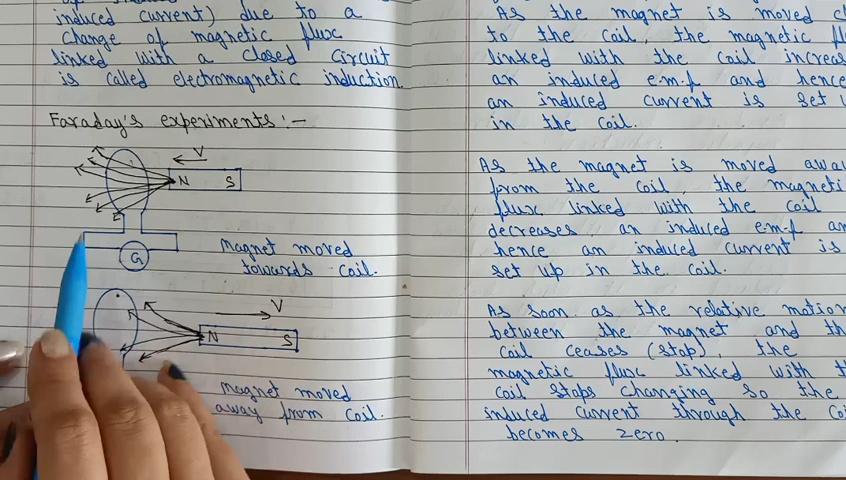 induced current) due to a
change of magnetic flux
linked with a closed circuit
is called electromagnetic induction.
Faraday's experiments :-
V
N S
G
Magnet moved
towards coil.
V
N S
Magnet moved
away from coil.
As the magnet is moved
to the coil, the magnetic
linked with the coil
an induced e.m.f and hence
an induced current is set
in the coil.
As the magnet is moved
from the coil, the
flux linked with the coil
decreases, an induced e.m.f
hence an induced current is
set up in the coil.
As soon as the relative motion
between the magnet and
coil ceases (stop), the
magnetic flux linked with
coil stops changing so the
induced current through the
becomes zero.